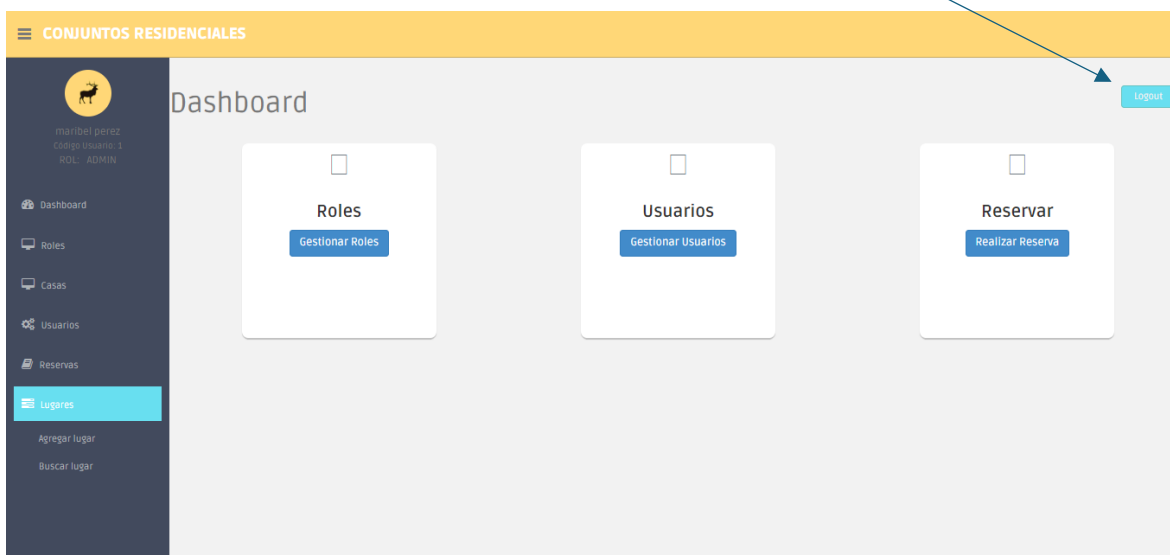 CONJUNTOS RESIDENCIALES
maribel perez
Código Usuario: 1
ROL: ADMIN
Dashboard
Roles
Casas
Usuarios
Reservas
Lugares
Agregar lugar
Buscar lugar
Dashboard
Logout
Roles
Gestionar Roles
Usuarios
Gestionar Usuarios
Reservar
Realizar Reserva